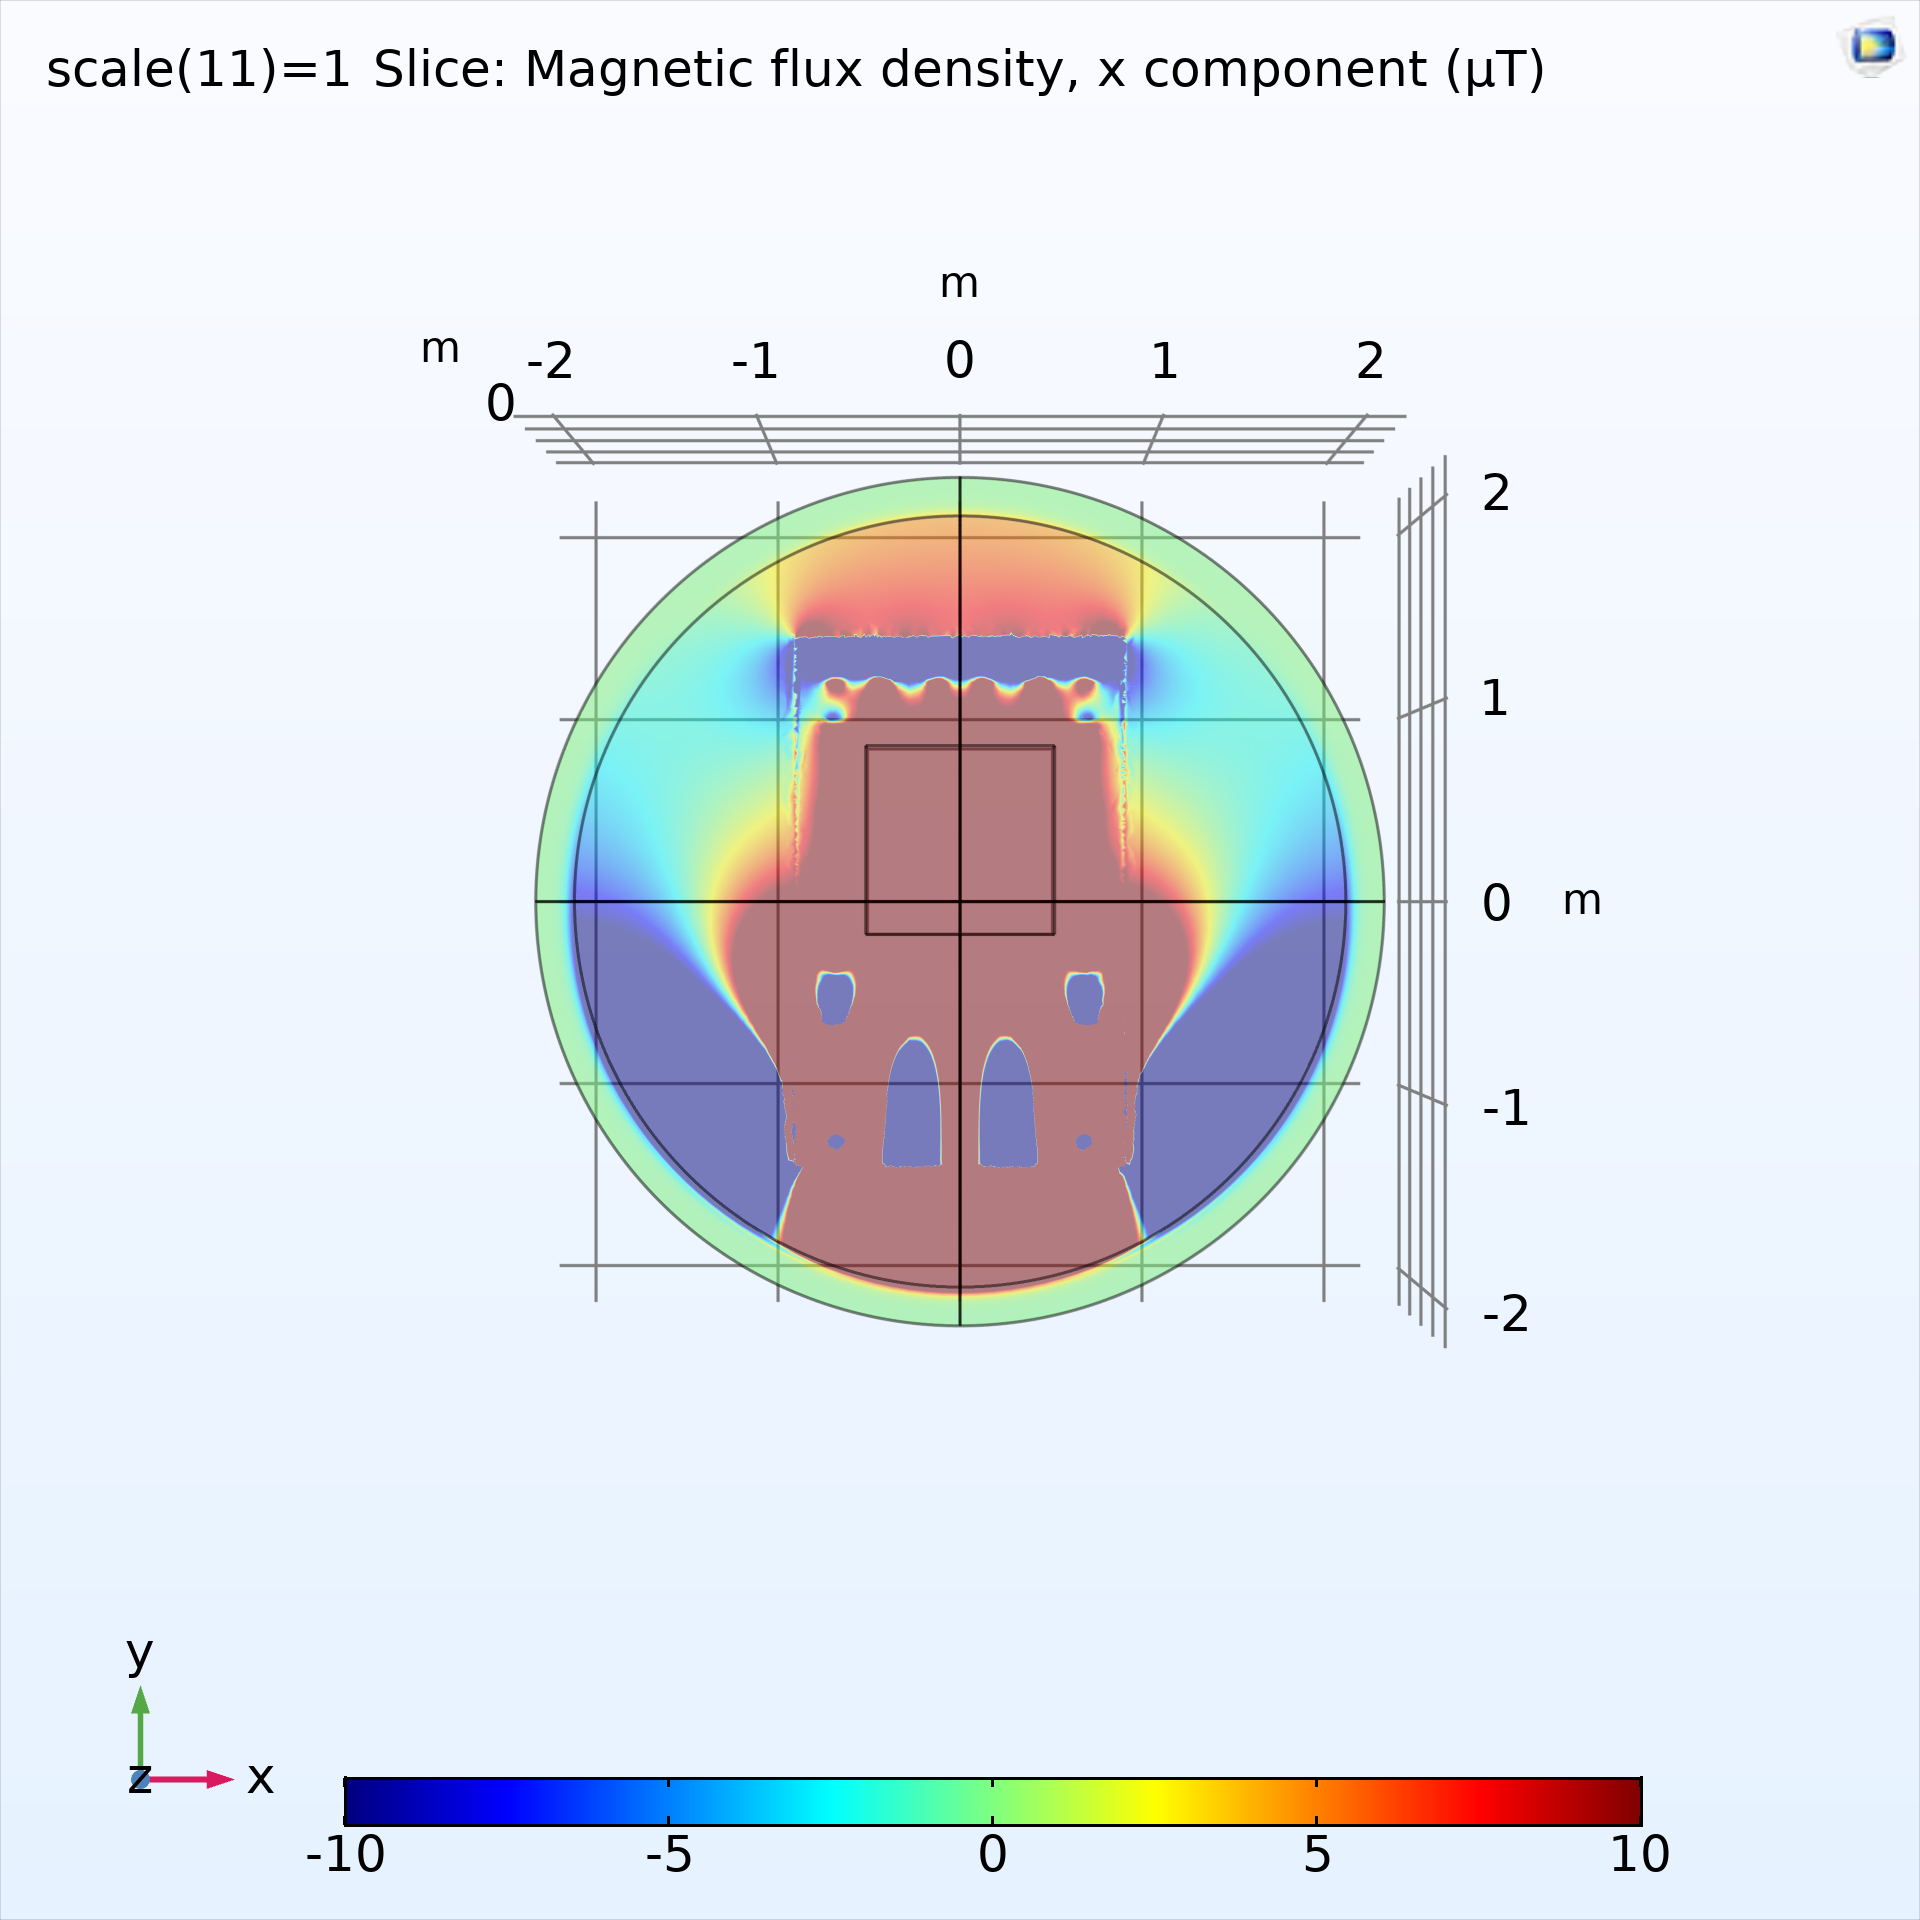 scale(11)=1 Slice: Magnetic flux density, x component (μT)
m
m -2 -1 0 1 2
0
2
1
0 m
-1
-2
y
z x
-10 -5 0 5 10